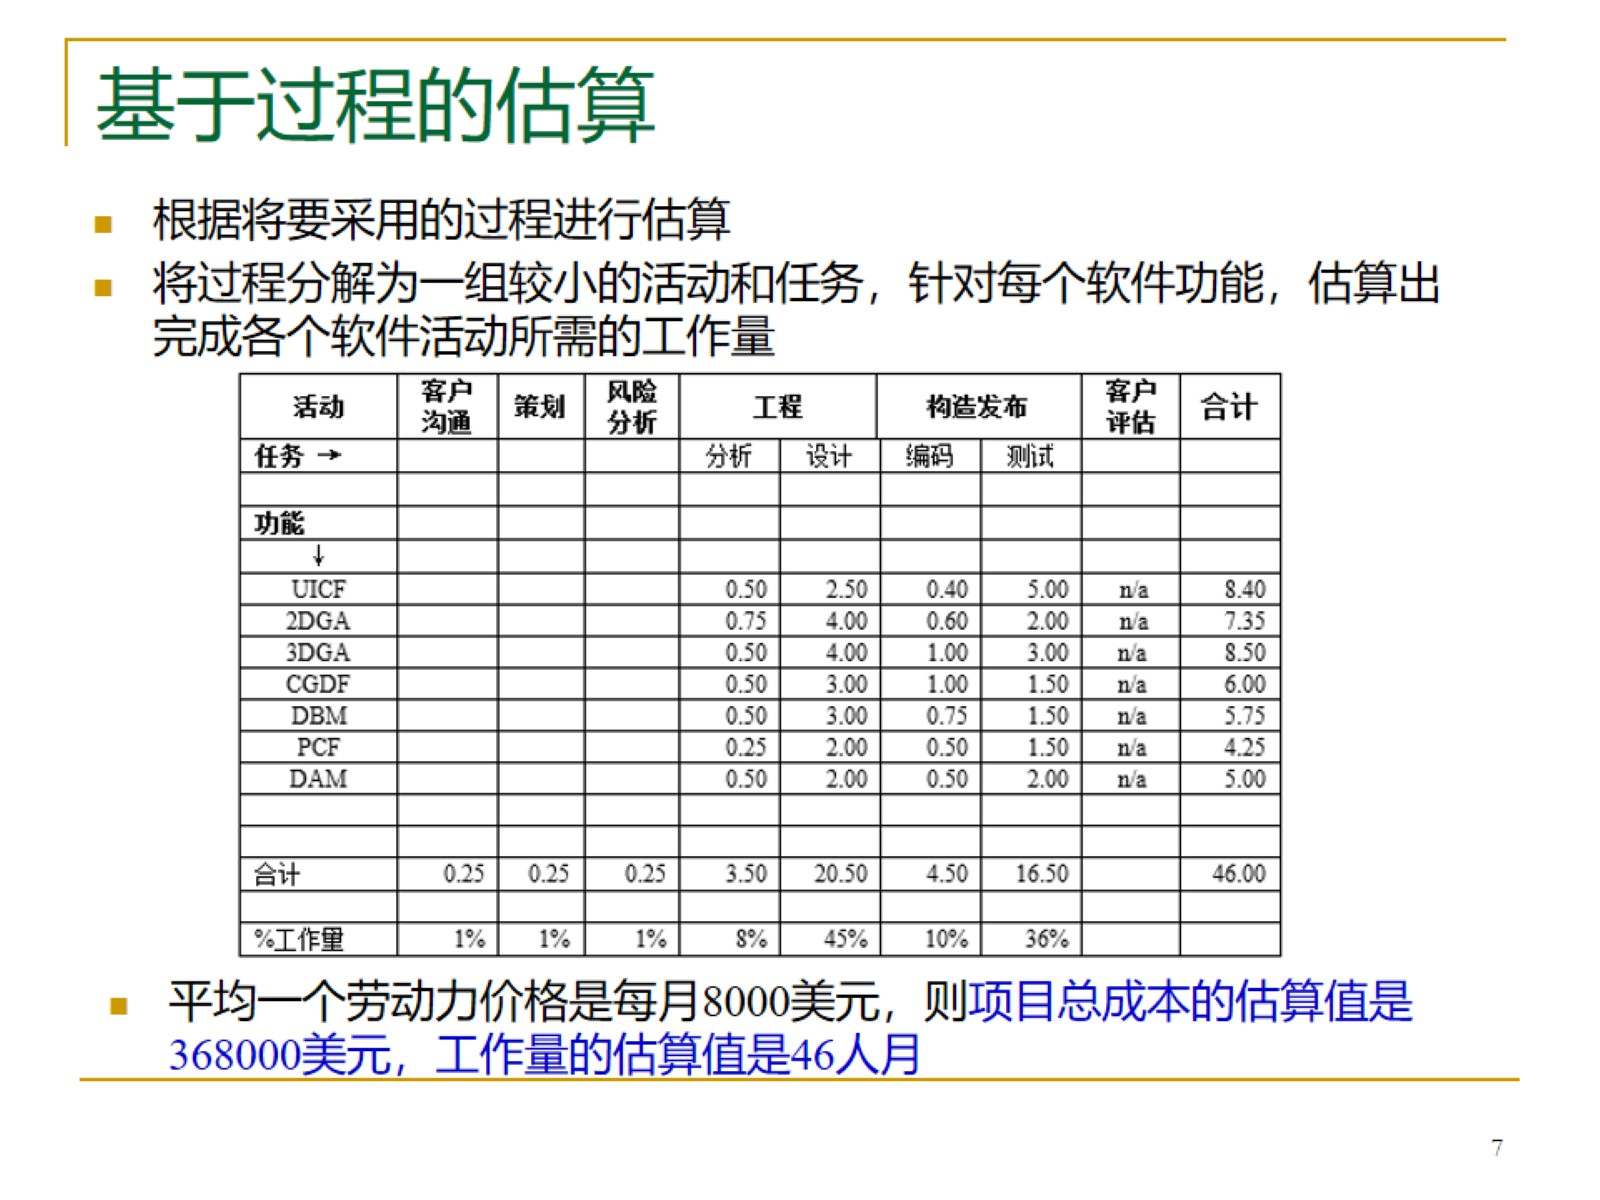 基于过程的估算
根据将要采用的过程进行估算
将过程分解为一组较小的活动和任务，针对每个软件功能，估算出
完成各个软件活动所需的工作量
活动 客户沟通 策划 风险分析 工程 构造发布 客户评估 合计
任务 → 分析 设计 编码 测试
功能
↓
UICF 0.50 2.50 0.40 5.00 n/a 8.40
2DGA 0.75 4.00 0.60 2.00 n/a 7.35
3DGA 0.50 4.00 1.00 3.00 n/a 8.50
CGDF 0.50 3.00 1.00 1.50 n/a 6.00
DBM 0.50 3.00 0.75 1.50 n/a 5.75
PCF 0.25 2.00 0.50 1.50 n/a 4.25
DAM 0.50 2.00 0.50 2.00 n/a 5.00
合计 0.25 0.25 0.25 3.50 20.50 4.50 16.50 46.00
%工作量 1% 1% 1% 8% 45% 10% 36%
平均一个劳动力价格是每月8000美元，则项目总成本的估算值是
368000美元，工作量的估算值是46人月
7